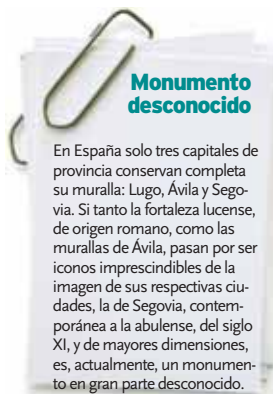 Monumento
desconocido
En España solo tres capitales de
provincia conservan completa
su muralla: Lugo, Ávila y Sego-
via. Si tanto la fortaleza lucense,
de origen romano, como las
murallas de Ávila, pasan por ser
iconos imprescindibles de la
imagen de sus respectivas ciu-
dades, la de Segovia, contem-
poránea a la abulense, del siglo
XI, y de mayores dimensiones,
es, actualmente, un monumen-
to en gran parte desconocido.